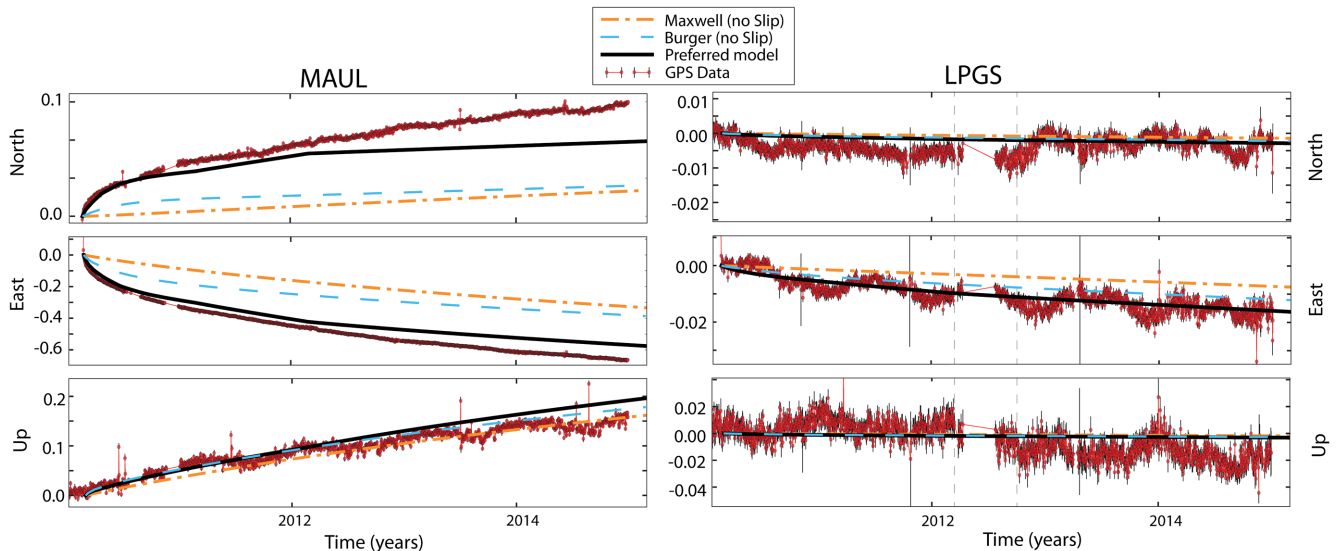 Maxwell (no Slip)
Burger (no Slip)
Preferred model
GPS Data
MAUL
LPGS
0.1
0.0
North
0.0
-0.2
-0.4
-0.6
East
0.2
0.1
0.0
Up
2012
2014
Time (years)
0.01
0.00
-0.01
-0.02
North
0.00
-0.02
East
0.02
0.00
-0.02
-0.04
Up
2012
2014
Time (years)